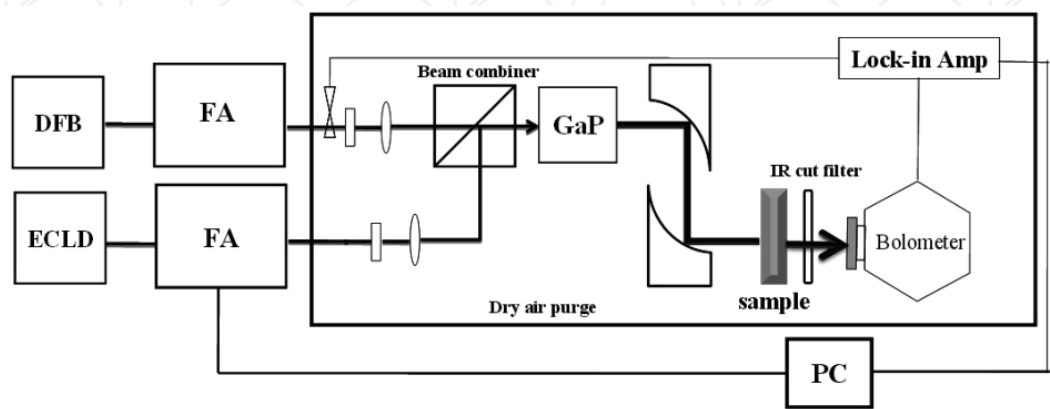 Lock-in Amp
Beam combiner
DFB
FA
GaP
IR cut filter
ECLD
FA
Bolometer
sample
Dry air purge
PC